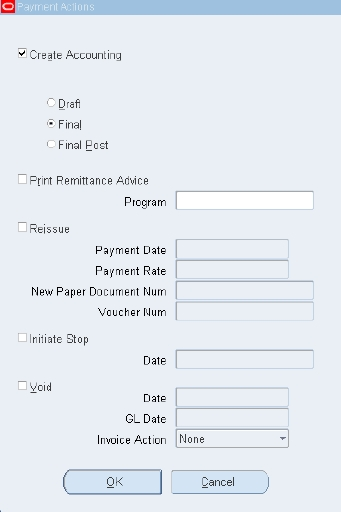 Payment Actions
Create Accounting
Draft
Final
Final Post
Print Remittance Advice
Program
Reissue
Payment Date
Payment Rate
New Paper Document Num
Voucher Num
Initiate Stop
Date
Void
Date
GL Date
Invoice Action None
OK Cancel